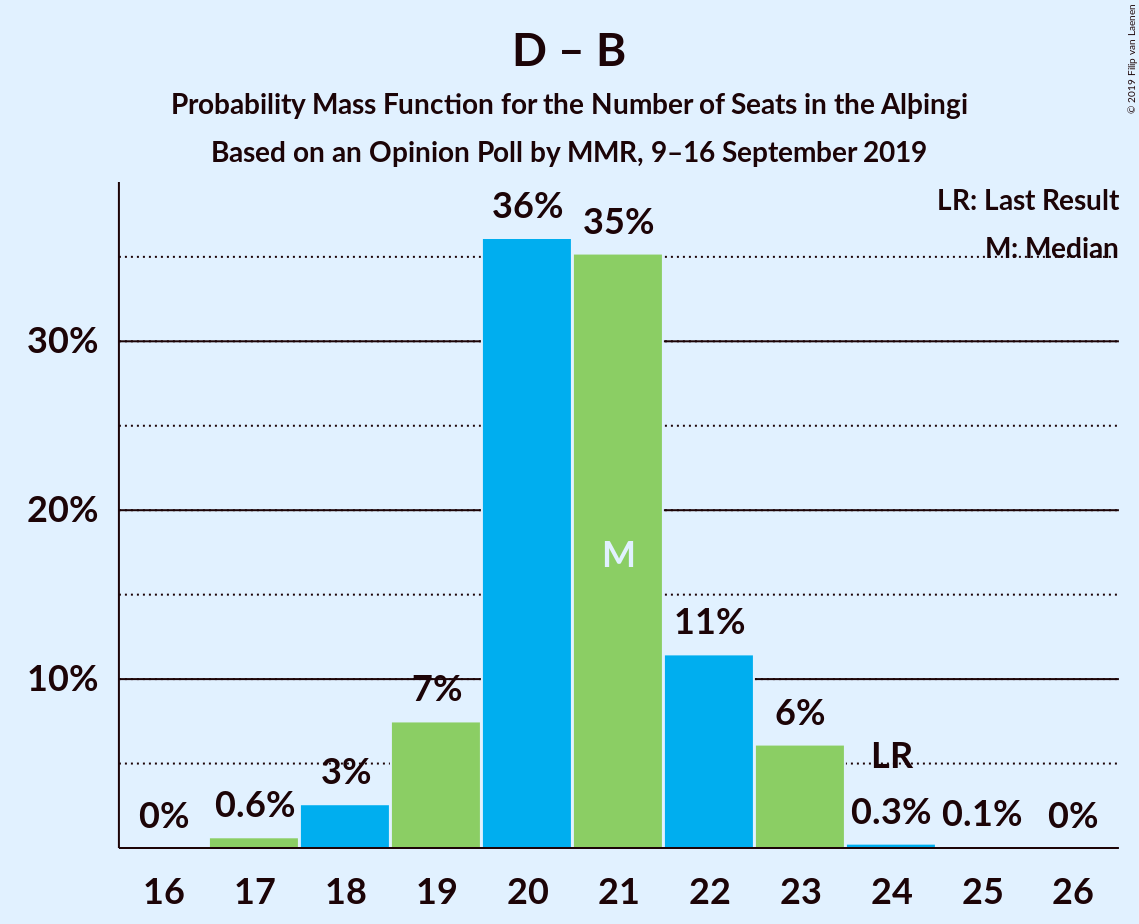 D – B
Probability Mass Function for the Number of Seats in the Alþingi
Based on an Opinion Poll by MMR, 9–16 September 2019
© 2019 Filip van Laenen
LR: Last Result
M: Median
36%
35%
30%
20%
M
11%
10%
7%
6%
LR
3%
0%
0.6%
0.3%
0.1%
0%
16 17 18 19 20 21 22 23 24 25 26